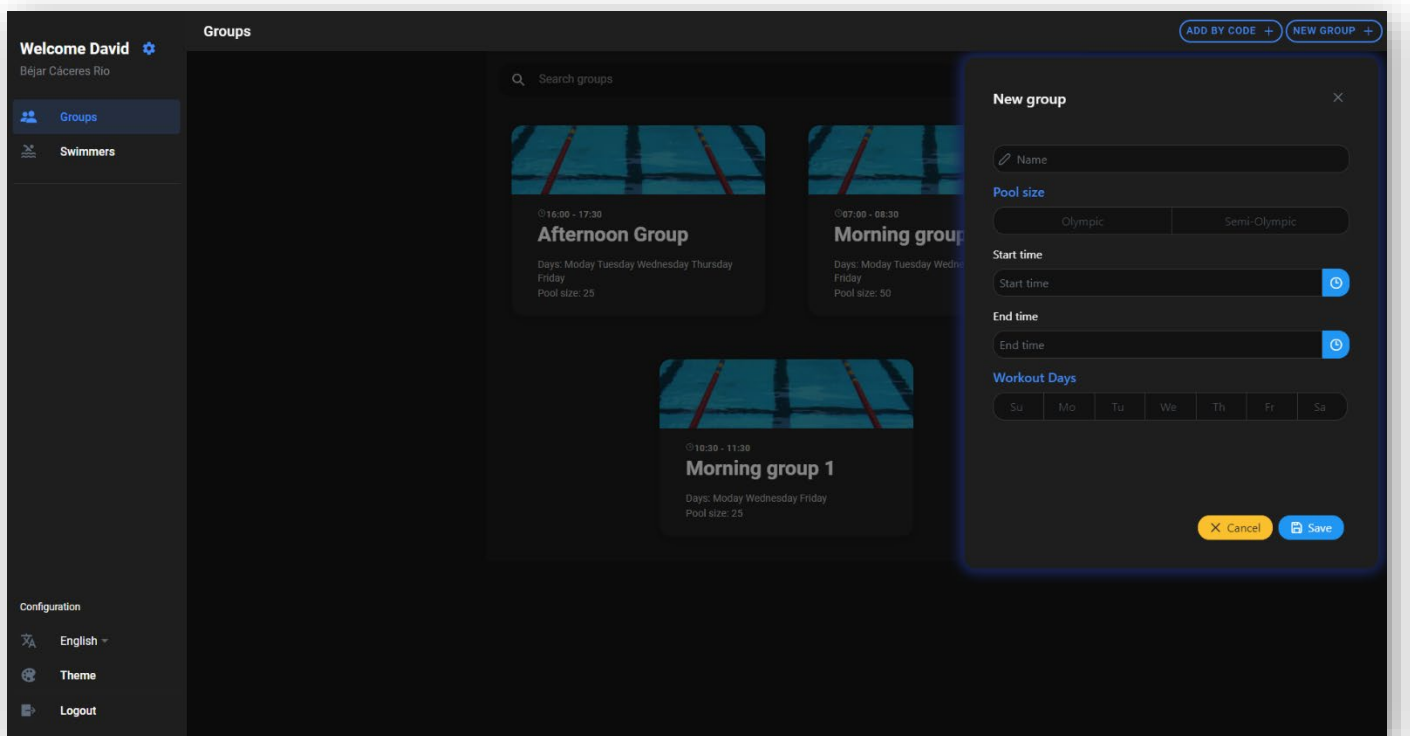 Welcome David
Béjar Cáceres Rio
Groups
Swimmers
Configuration
English
Theme
Logout
Groups
ADD BY CODE +
NEW GROUP +
Search groups
16:00 - 17:30
Afternoon Group
Days: Moday Tuesday Wednesday Thursday
Friday
Pool size: 25
07:00 - 08:30
Morning group
Days: Moday Tuesday Wedne
Friday
Pool size: 50
10:30 - 11:30
Morning group 1
Days: Moday Wednesday Friday
Pool size: 25
New group
Name
Pool size
Olympic
Semi-Olympic
Start time
Start time
End time
End time
Workout Days
Su Mo Tu We Th Fr Sa
Cancel
Save